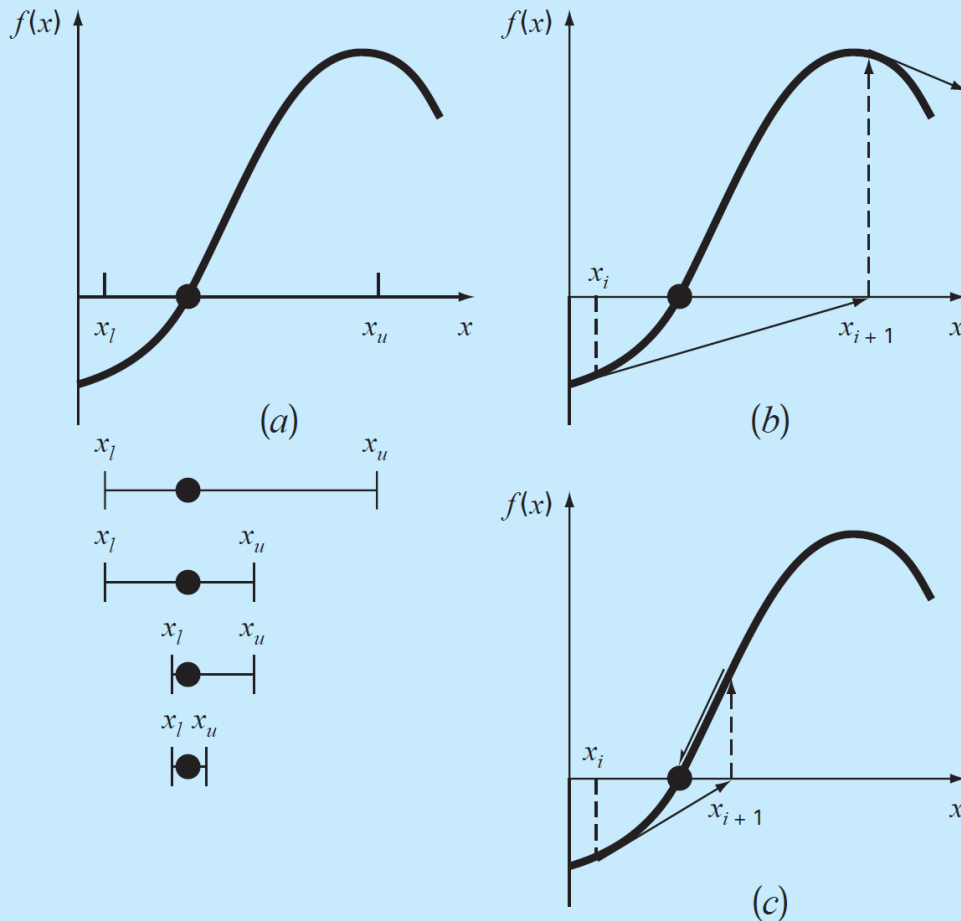 f(x)
x_l
x_u
x
(a)
x_l
x_u
x_l
x_u
x_l
x_u
x_l x_u
f(x)
x_i
x_{i + 1}
x
(b)
f(x)
x_i
x_{i + 1}
x
(c)